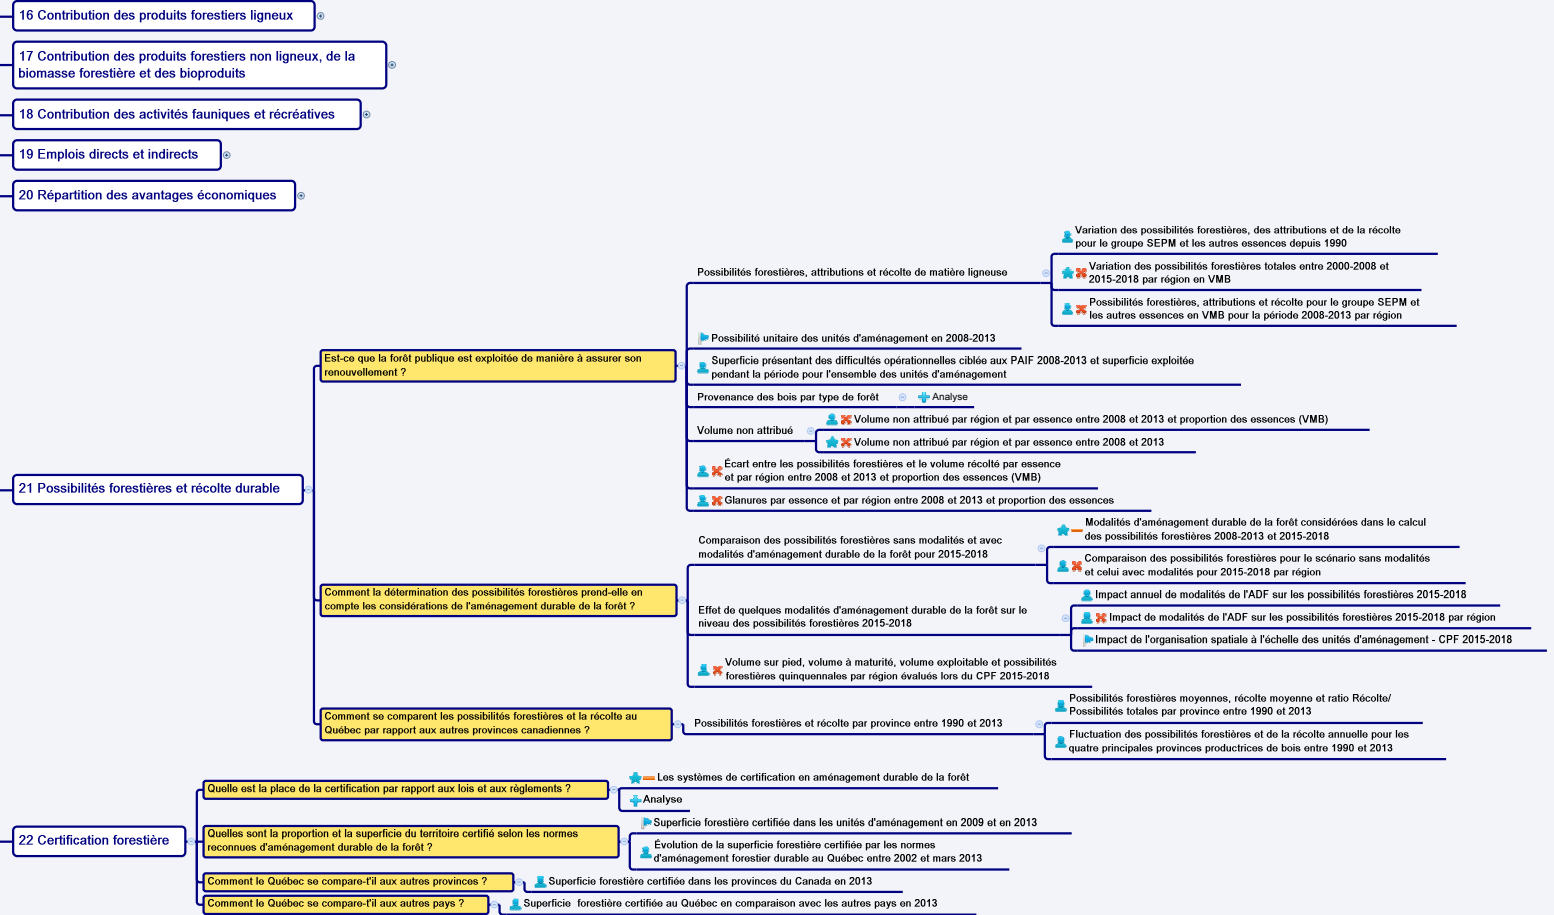 16 Contribution des produits forestiers ligneux
17 Contribution des produits forestiers non ligneux, de la
biomasse forestière et des bioproduits
18 Contribution des activités fauniques et récréatives
19 Emplois directs et indirects
20 Répartition des avantages économiques
21 Possibilités forestières et récolte durable
Est-ce que la forêt publique est exploitée de manière à assurer son
renouvellement ?
Possibilités forestières, attributions et récolte de matière ligneuse
Variation des possibilités forestières, des attributions et de la récolte
pour le groupe SEPM et les autres essences depuis 1990
Variation des possibilités forestières totales entre 2000-2008 et
2015-2018 par région en VMB
Possibilités forestières, attributions et récolte pour le groupe SEPM et
les autres essences en VMB pour la période 2008-2013 par région
Possibilité unitaire des unités d'aménagement en 2008-2013
Superficie présentant des difficultés opérationnelles ciblée aux PAIF 2008-2013 et superficie exploitée
pendant la période pour l'ensemble des unités d'aménagement
Provenance des bois par type de forêt
Analyse
Volume non attribué
Volume non attribué par région et par essence entre 2008 et 2013 et proportion des essences (VMB)
Volume non attribué par région et par essence entre 2008 et 2013
Écart entre les possibilités forestières et le volume récolté par essence
et par région entre 2008 et 2013 et proportion des essences (VMB)
Glanures par essence et par région entre 2008 et 2013 et proportion des essences
Comment la détermination des possibilités forestières prend-elle en
compte les considérations de l'aménagement durable de la forêt ?
Comparaison des possibilités forestières sans modalités et avec
modalités d'aménagement durable de la forêt pour 2015-2018
Modalités d'aménagement durable de la forêt considérées dans le calcul
des possibilités forestières 2008-2013 et 2015-2018
Comparaison des possibilités forestières pour le scénario sans modalités
et celui avec modalités pour 2015-2018 par région
Effet de quelques modalités d'aménagement durable de la forêt sur le
niveau des possibilités forestières 2015-2018
Impact annuel de modalités de l'ADF sur les possibilités forestières 2015-2018
Impact de modalités de l'ADF sur les possibilités forestières 2015-2018 par région
Impact de l'organisation spatiale à l'échelle des unités d'aménagement - CPF 2015-2018
Volume sur pied, volume à maturité, volume exploitable et possibilités
forestières quinquennales par région évalués lors du CPF 2015-2018
Comment se comparent les possibilités forestières et la récolte au
Québec par rapport aux autres provinces canadiennes ?
Possibilités forestières et récolte par province entre 1990 et 2013
Possibilités forestières moyennes, récolte moyenne et ratio Récolte/
Possibilités totales par province entre 1990 et 2013
Fluctuation des possibilités forestières et de la récolte annuelle pour les
quatre principales provinces productrices de bois entre 1990 et 2013
22 Certification forestière
Quelle est la place de la certification par rapport aux lois et aux règlements ?
Les systèmes de certification en aménagement durable de la forêt
Analyse
Quelles sont la proportion et la superficie du territoire certifié selon les normes
reconnues d'aménagement durable de la forêt ?
Superficie forestière certifiée dans les unités d'aménagement en 2009 et en 2013
Évolution de la superficie forestière certifiée par les normes
d'aménagement forestier durable au Québec entre 2002 et mars 2013
Comment le Québec se compare-t'il aux autres provinces ?
Superficie forestière certifiée dans les provinces du Canada en 2013
Comment le Québec se compare-t'il aux autres pays ?
Superficie forestière certifiée au Québec en comparaison avec les autres pays en 2013